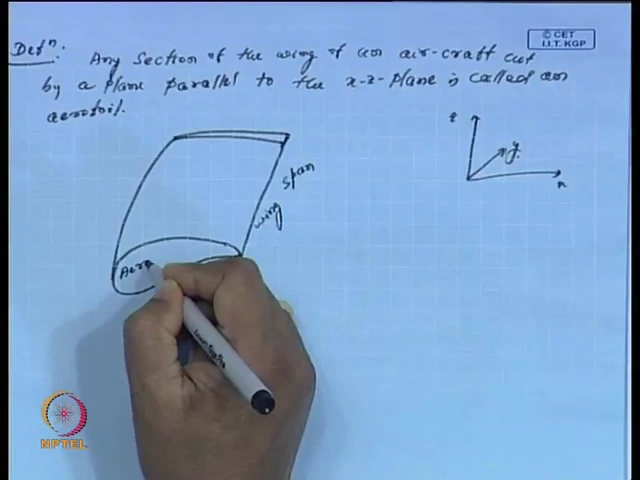 © CET
I.I.T. KGP
Defⁿ: Any section of the wing of an air-craft cut
by a plane parallel to the x-z-plane is called an
aerofoil.
z
y
x
span
wing
Aero
NPTEL